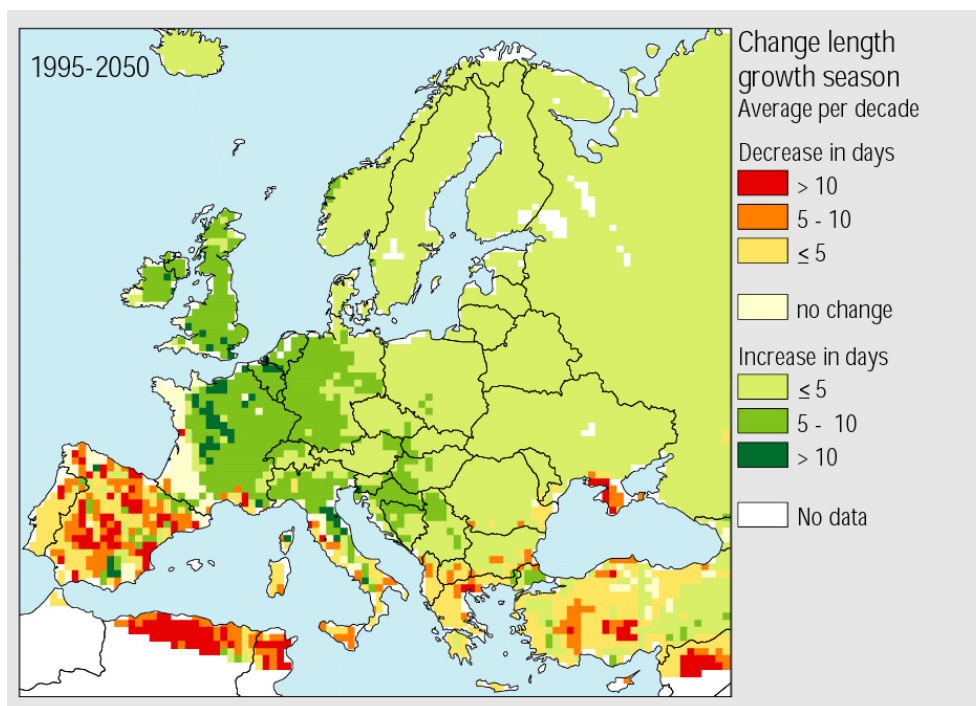 1995-2050
Change length
growth season
Average per decade
Decrease in days
> 10
5 - 10
≤ 5
no change
Increase in days
≤ 5
5 - 10
> 10
No data